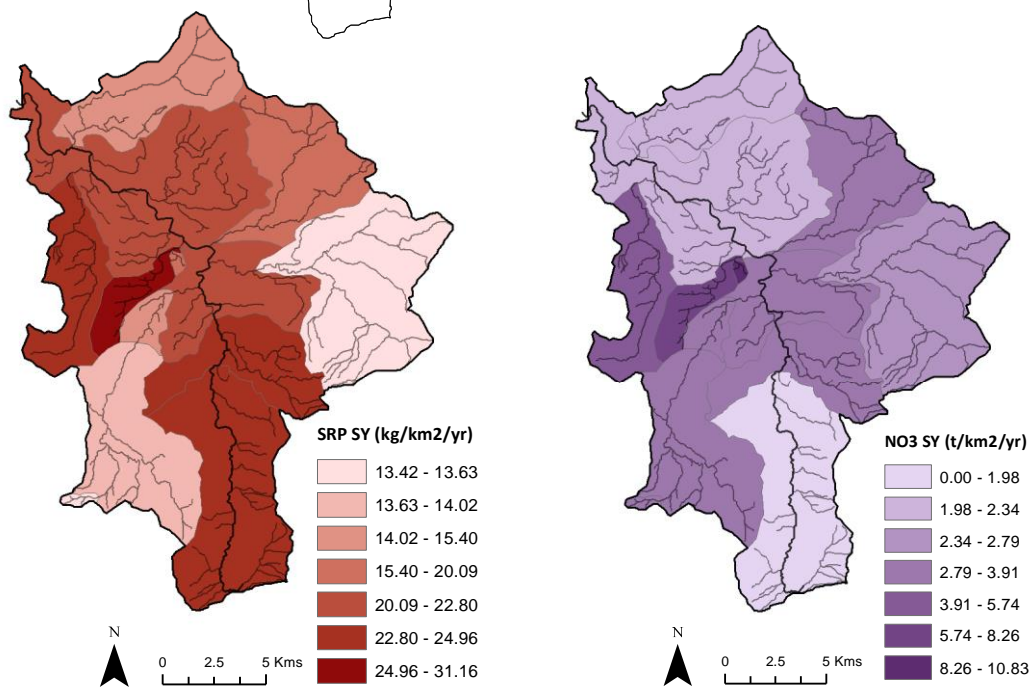 SRP SY (kg/km2/yr)
13.42 - 13.63
13.63 - 14.02
14.02 - 15.40
15.40 - 20.09
20.09 - 22.80
22.80 - 24.96
24.96 - 31.16
N
0 2.5 5 Kms
NO3 SY (t/km2/yr)
0.00 - 1.98
1.98 - 2.34
2.34 - 2.79
2.79 - 3.91
3.91 - 5.74
5.74 - 8.26
8.26 - 10.83
N
0 2.5 5 Kms